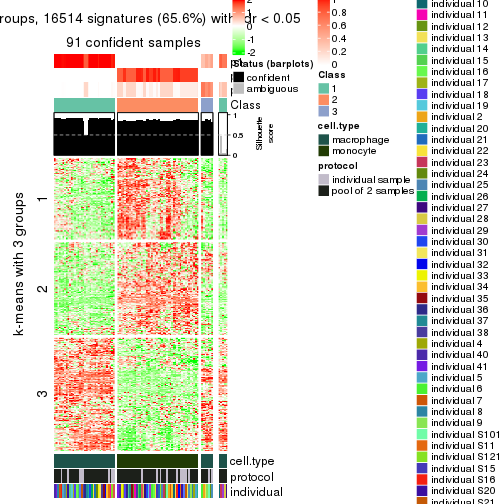 roups, 16514 signatures (65.6%) with fdr < 0.05
91 confident samples
k-means with 3 groups
1
2
3
2
0
-1
-2
0.8
0.6
0.4
0.2
0
Status (barplots)
confident
ambiguous
Class
1
0.5
0
Silhouette
score
cell.type
protocol
individual
Class
1
2
3
cell.type
macrophage
monocyte
protocol
individual sample
pool of 2 samples
individual 10
individual 11
individual 12
individual 13
individual 14
individual 15
individual 16
individual 17
individual 18
individual 19
individual 2
individual 20
individual 21
individual 22
individual 23
individual 24
individual 25
individual 26
individual 27
individual 28
individual 29
individual 30
individual 31
individual 32
individual 33
individual 34
individual 35
individual 36
individual 37
individual 38
individual 4
individual 40
individual 41
individual 5
individual 6
individual 7
individual 8
individual 9
individual S101
individual S11
individual S121
individual S15
individual S16
individual S20
individual S21